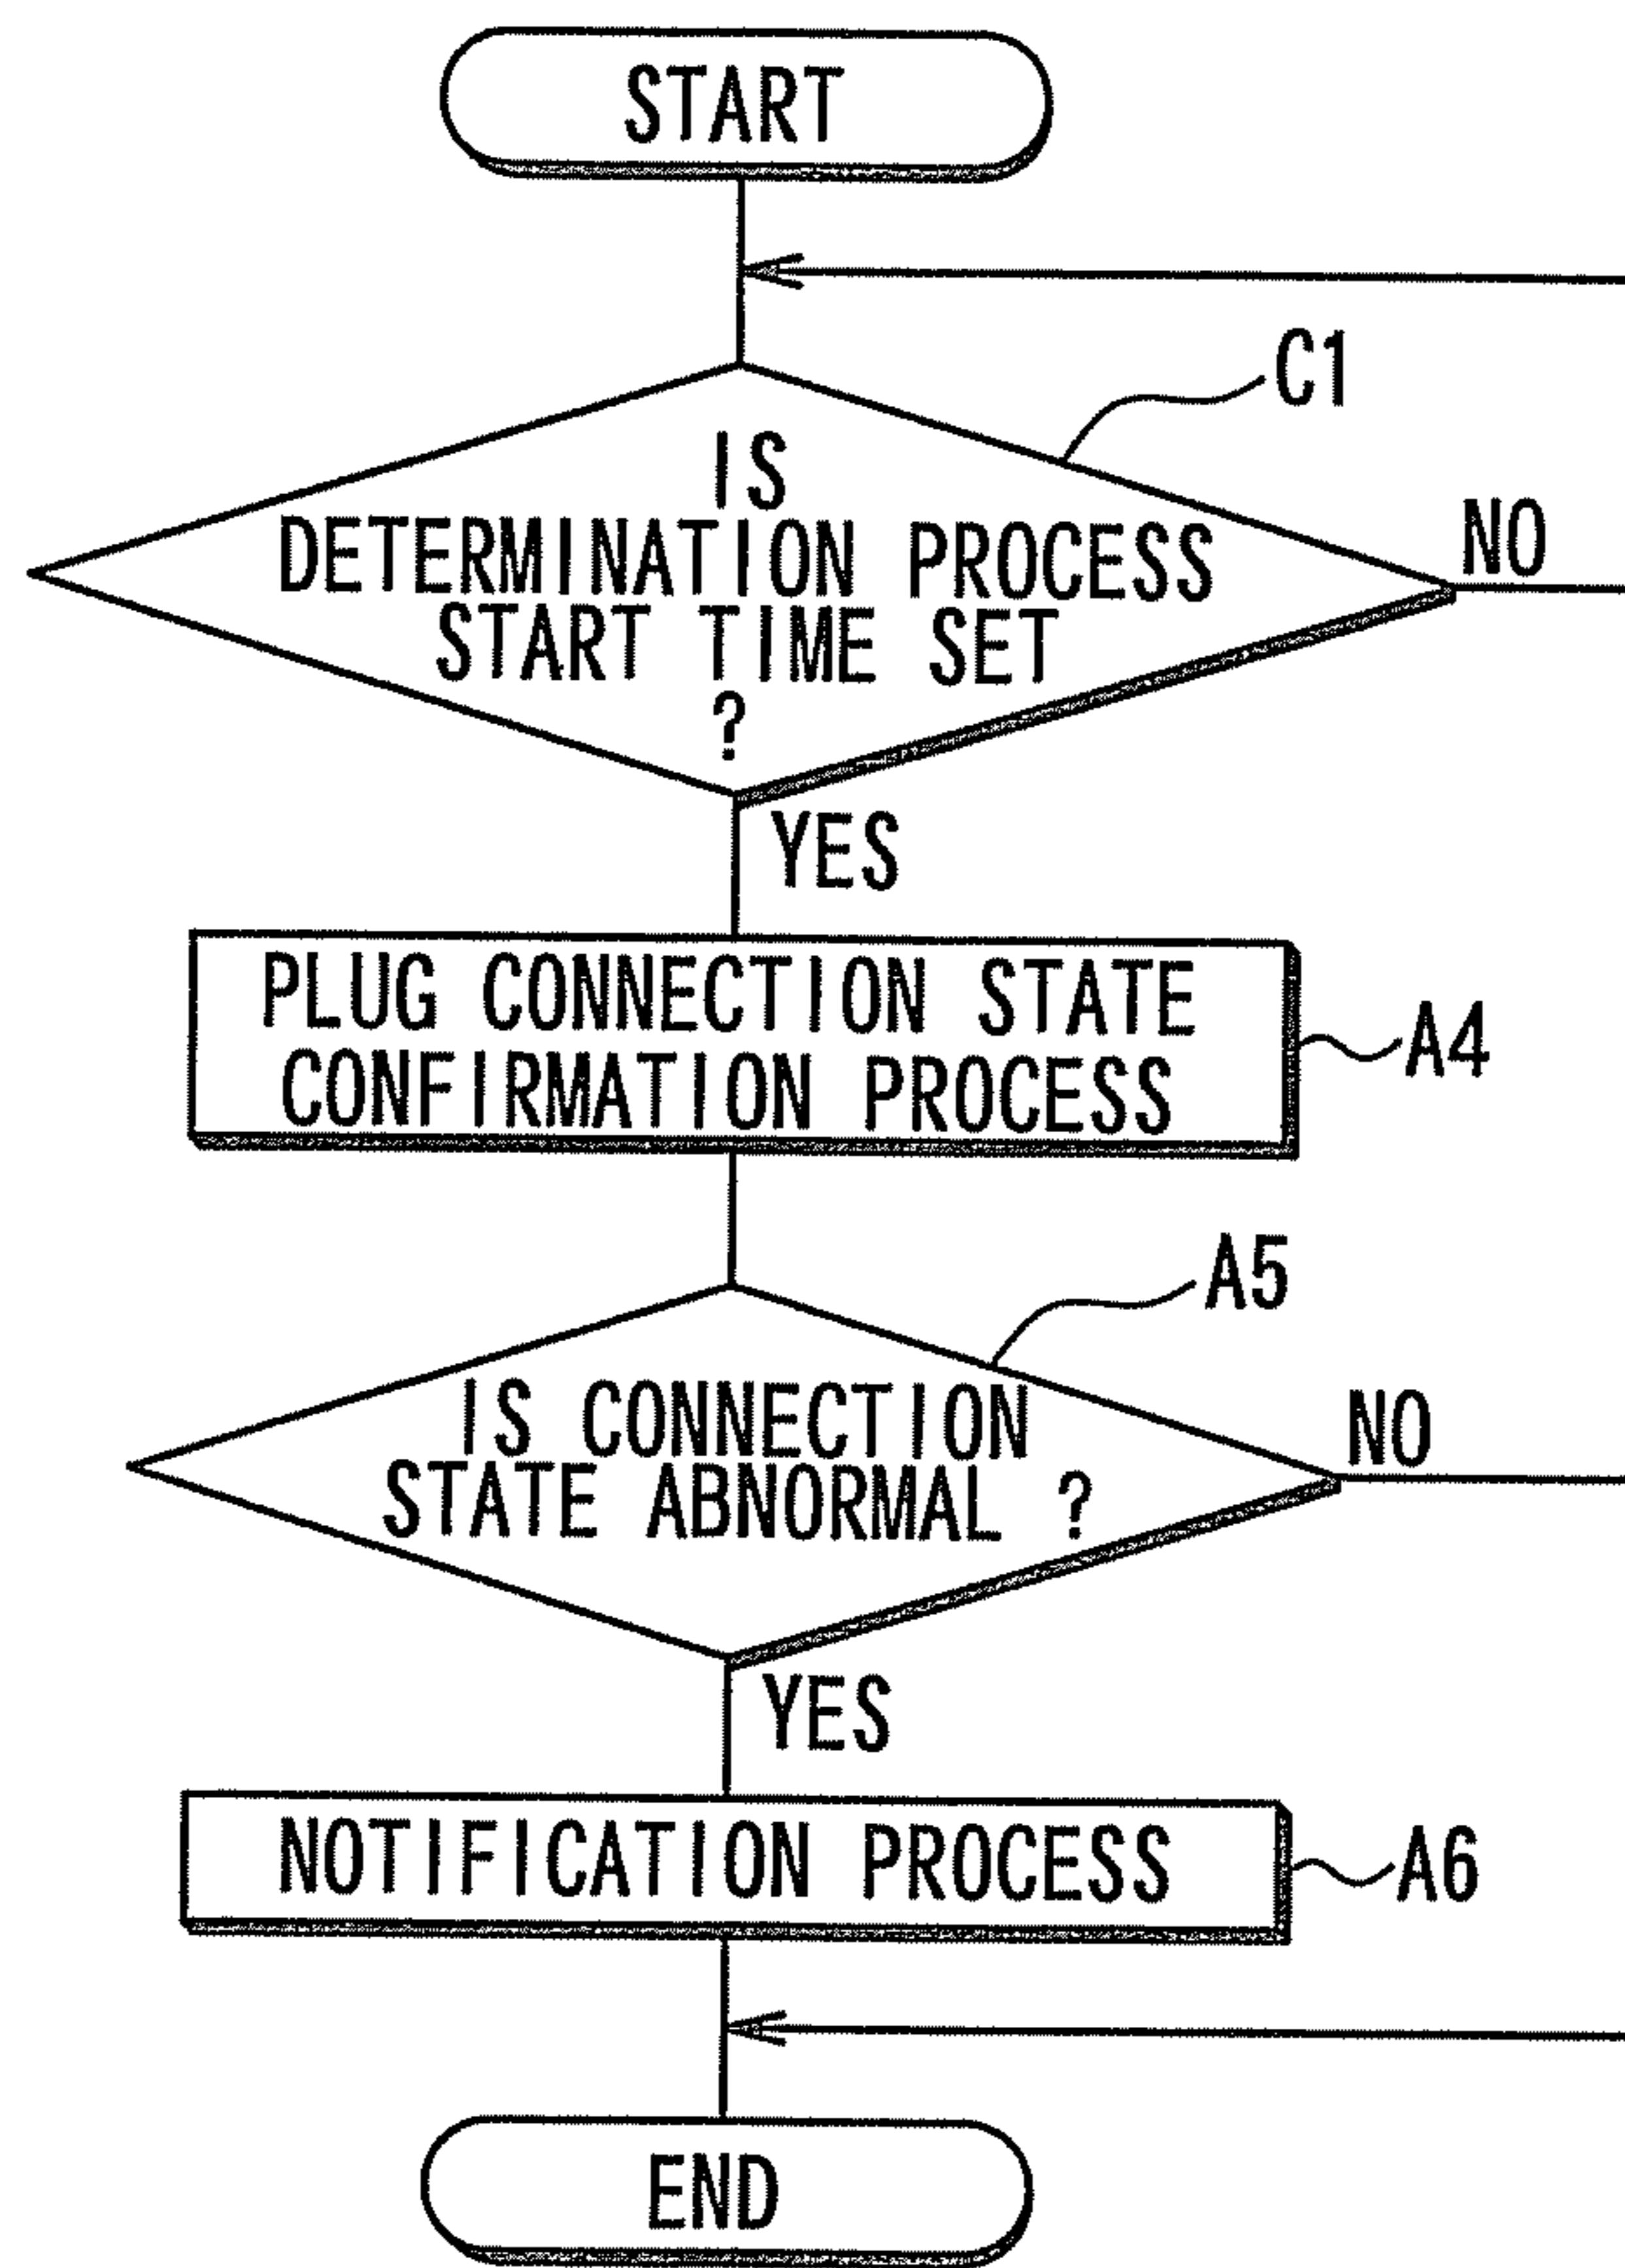 START
C1
IS
DETERMINATION PROCESS
START TIME SET
?
NO
YES
PLUG CONNECTION STATE
CONFIRMATION PROCESS
A4
A5
IS CONNECTION
STATE ABNORMAL ?
NO
YES
NOTIFICATION PROCESS
A6
END